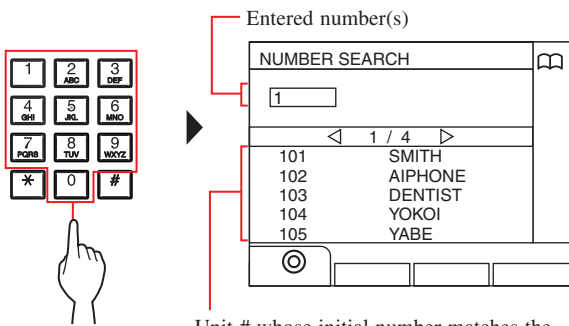 Entered number(s)
NUMBER SEARCH
1
1 / 4
101 SMITH
102 AIPHONE
103 DENTIST
104 YOKOI
105 YABE
1 2 ABC 3 DEF
4 GHI 5 JKL 6 MNO
7 PQRS 8 TUV 9 WXYZ
* 0 #
Unit # whose initial number matches the